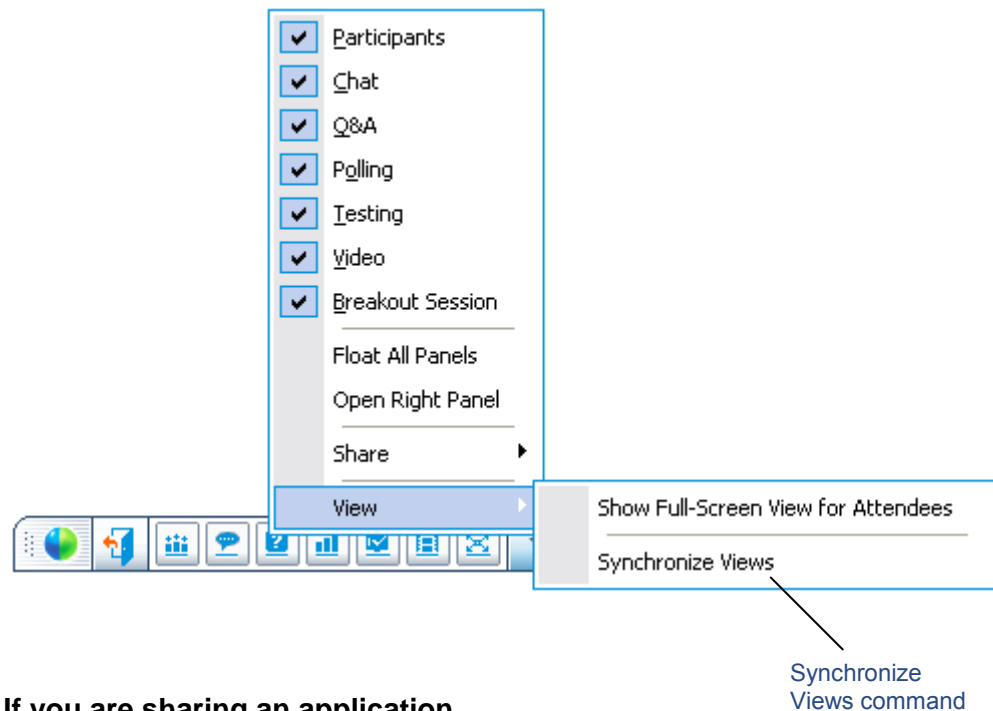 Participants
Chat
Q&A
Polling
Testing
Video
Breakout Session
Float All Panels
Open Right Panel
Share
View
Show Full-Screen View for Attendees
Synchronize Views
Synchronize
Views command
If you are sharing an application